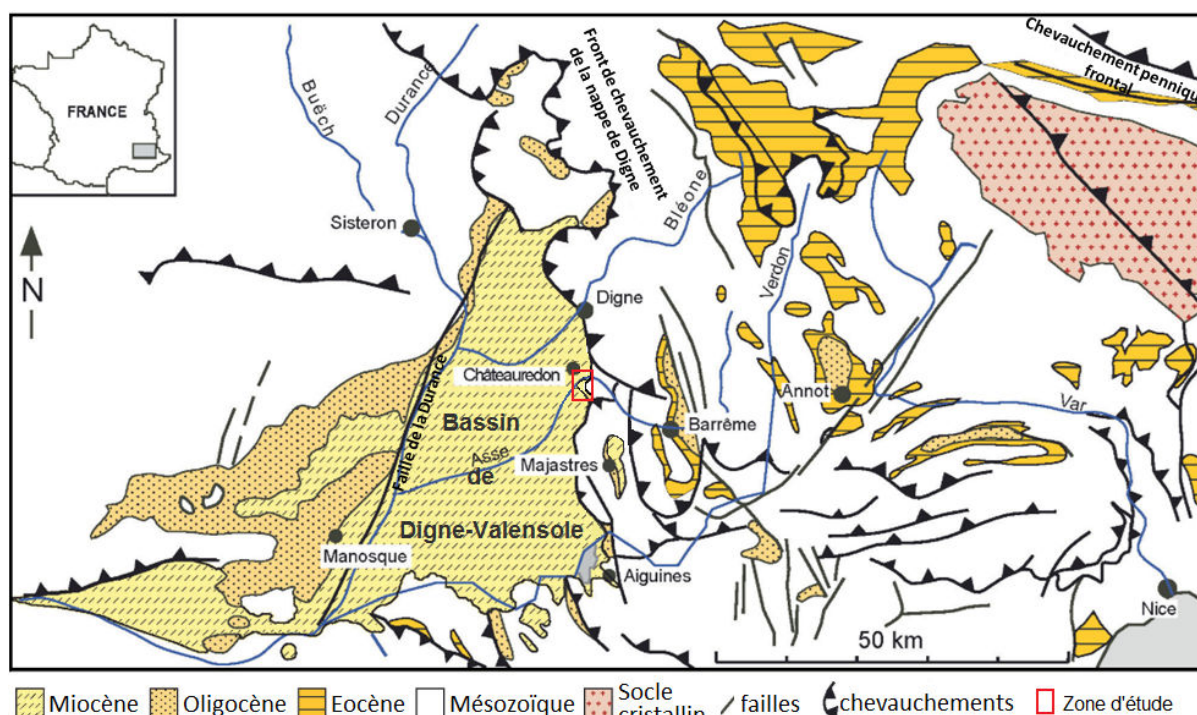 FRANCE
Buëch
Durance
Front de chevauchement
de la nappe de Digne
Chevauchement pennique
frontal
Bléone
Sisteron
N
Verdon
Digne
Châteauredon
Faille de la Durance
Annot
Var
Bassin
Barrême
Asse
Majastres
de
Digne-Valensole
Manosque
Aiguines
Nice
50 km
Miocène
Oligocène
Eocène
Mésozoïque
Socle
cristallin
failles
chevauchements
Zone d'étude